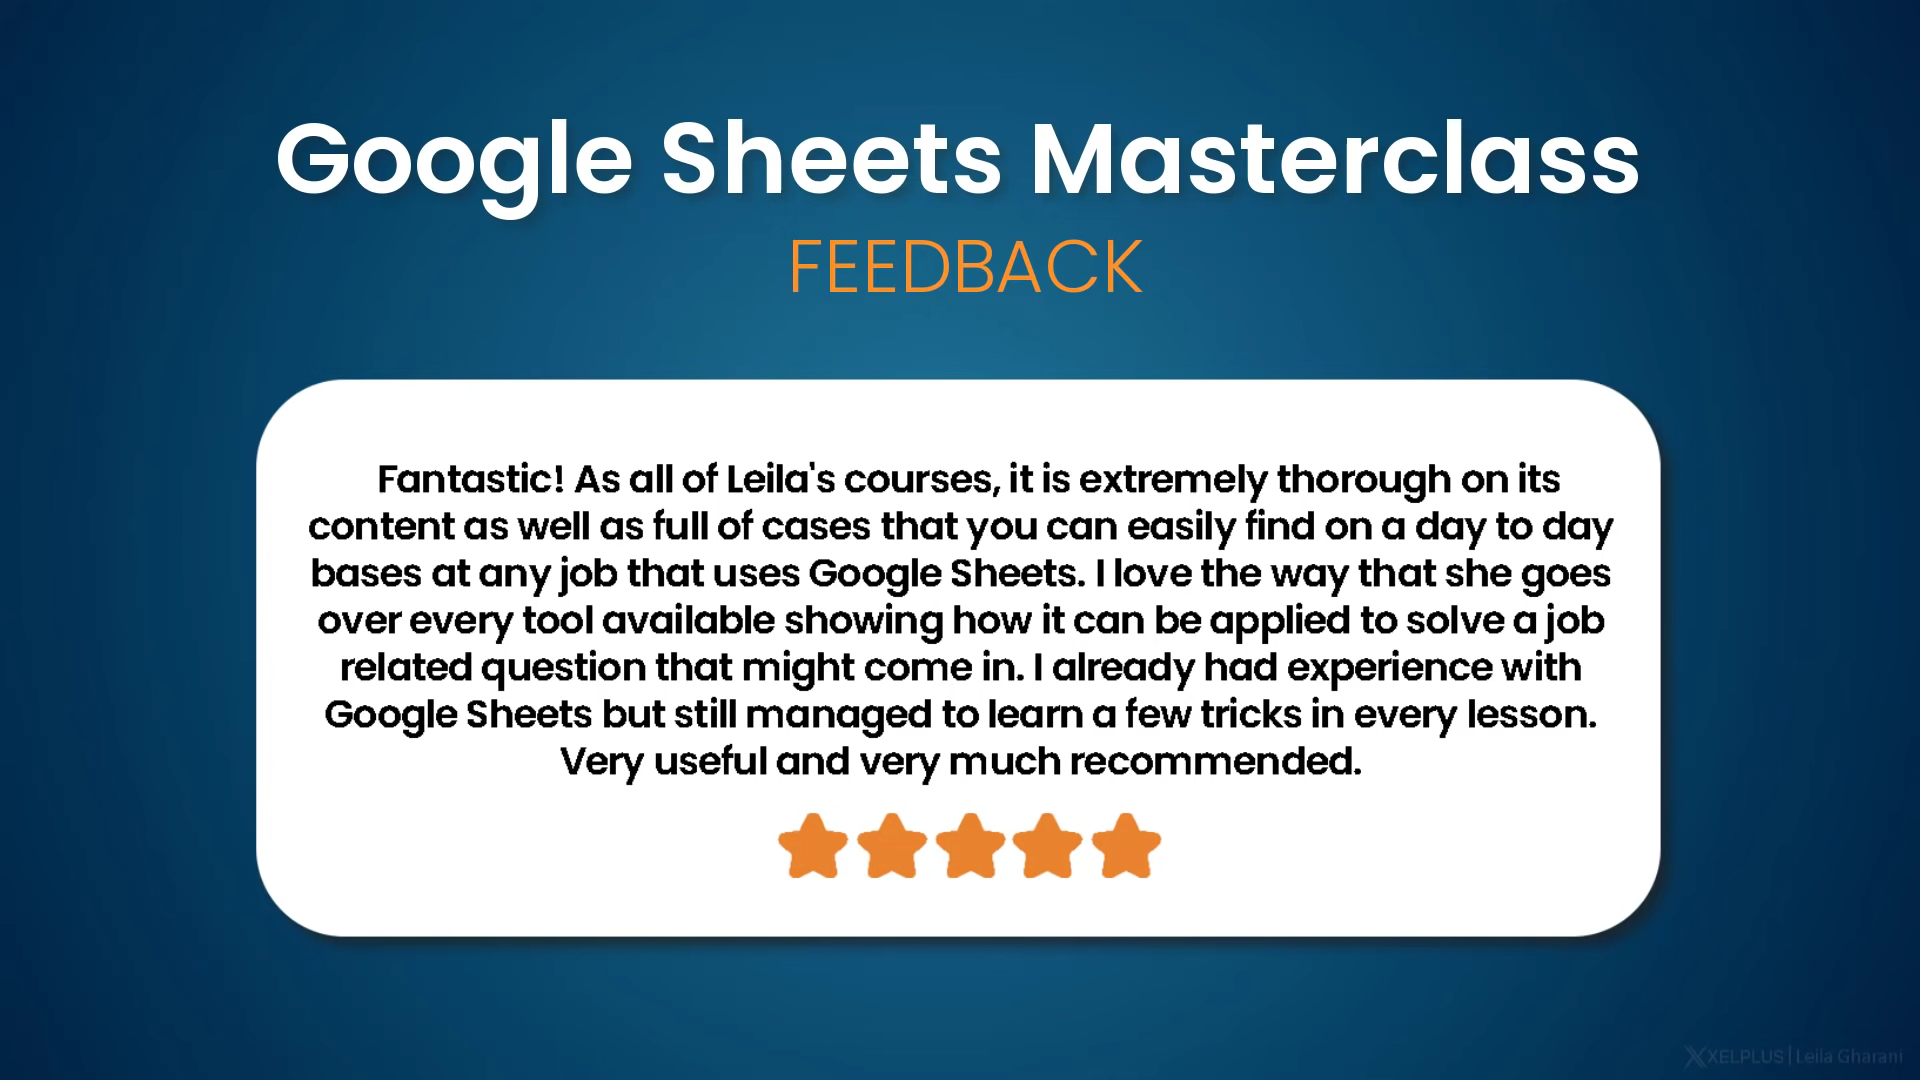 Google Sheets Masterclass
FEEDBACK
Fantastic! As all of Leila's courses, it is extremely thorough on its
content as well as full of cases that you can easily find on a day to day
bases at any job that uses Google Sheets. I love the way that she goes
over every tool available showing how it can be applied to solve a job
related question that might come in. I already had experience with
Google Sheets but still managed to learn a few tricks in every lesson.
Very useful and very much recommended.
XELPLUS | Leila Gharani